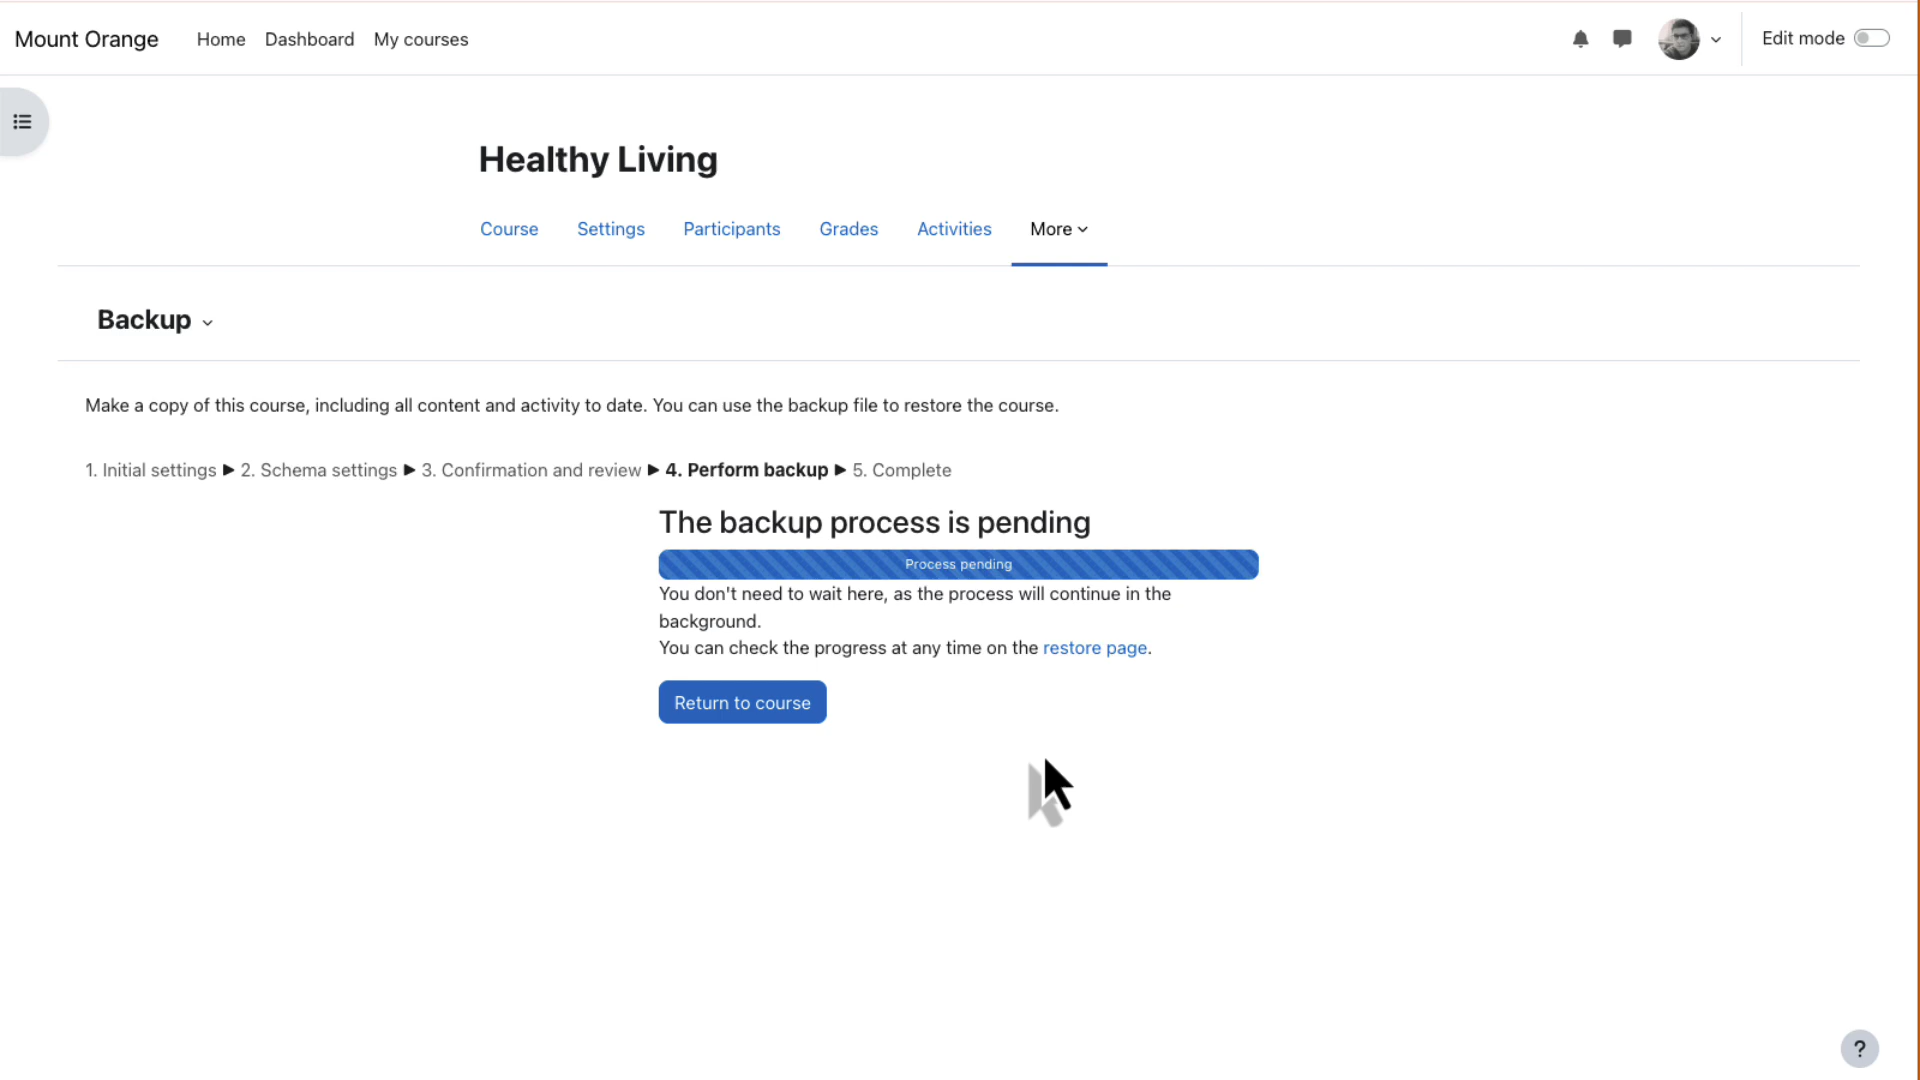 Mount Orange Home Dashboard My courses Edit mode
Healthy Living
Course Settings Participants Grades Activities More
Backup
Make a copy of this course, including all content and activity to date. You can use the backup file to restore the course.
1. Initial settings ► 2. Schema settings ► 3. Confirmation and review ► 4. Perform backup ► 5. Complete
The backup process is pending
Process pending
You don't need to wait here, as the process will continue in the
background.
You can check the progress at any time on the restore page.
Return to course
?